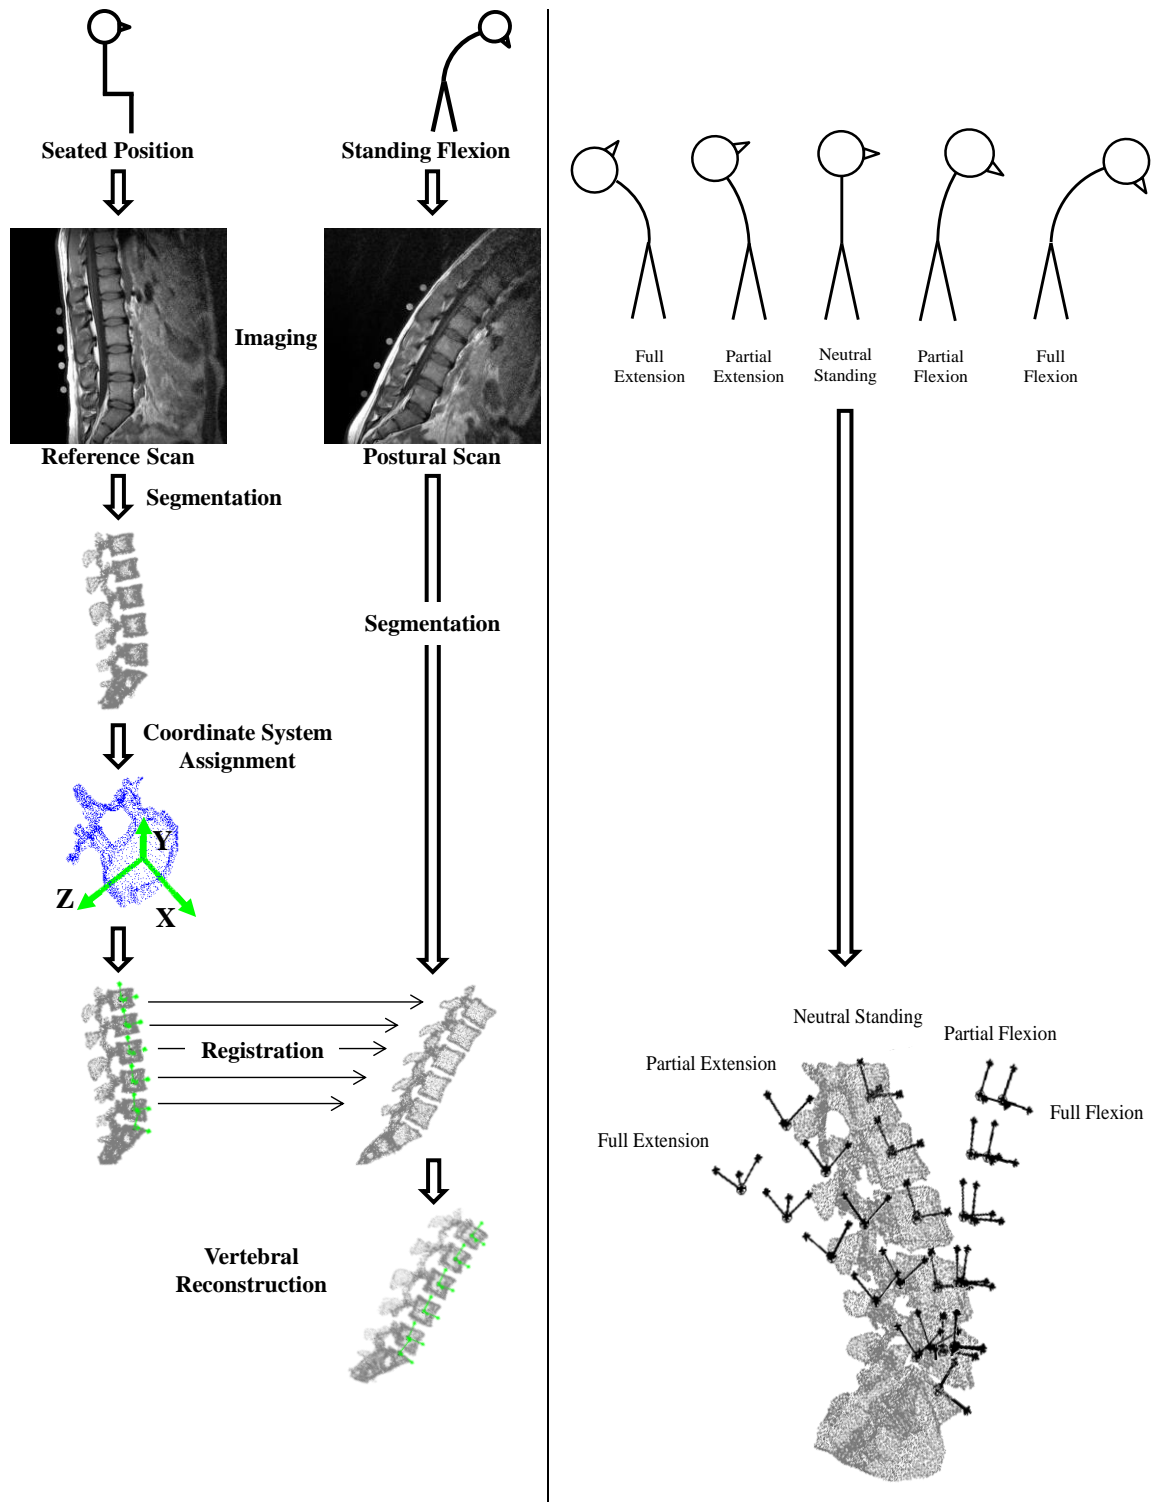 Seated Position
Standing Flexion
Imaging
Reference Scan
Postural Scan
Segmentation
Segmentation
Coordinate System
Assignment
Y
Z
X
Registration
Vertebral
Reconstruction
Full
Extension
Partial
Extension
Neutral
Standing
Partial
Flexion
Full
Flexion
Neutral Standing
Partial Flexion
Partial Extension
Full Flexion
Full Extension